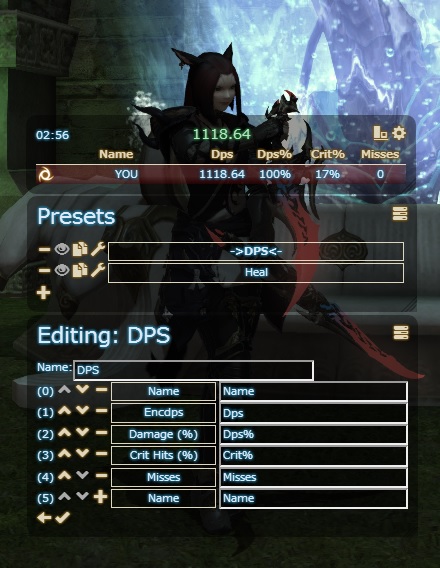 02:56 1118.64
Name Dps Dps% Crit% Misses
YOU 1118.64 100% 17% 0
Presets
->DPS<-
Heal
Editing: DPS
Name: DPS
(0) Name Name
(1) Encdps Dps
(2) Damage (%) Dps%
(3) Crit Hits (%) Crit%
(4) Misses Misses
(5) Name Name